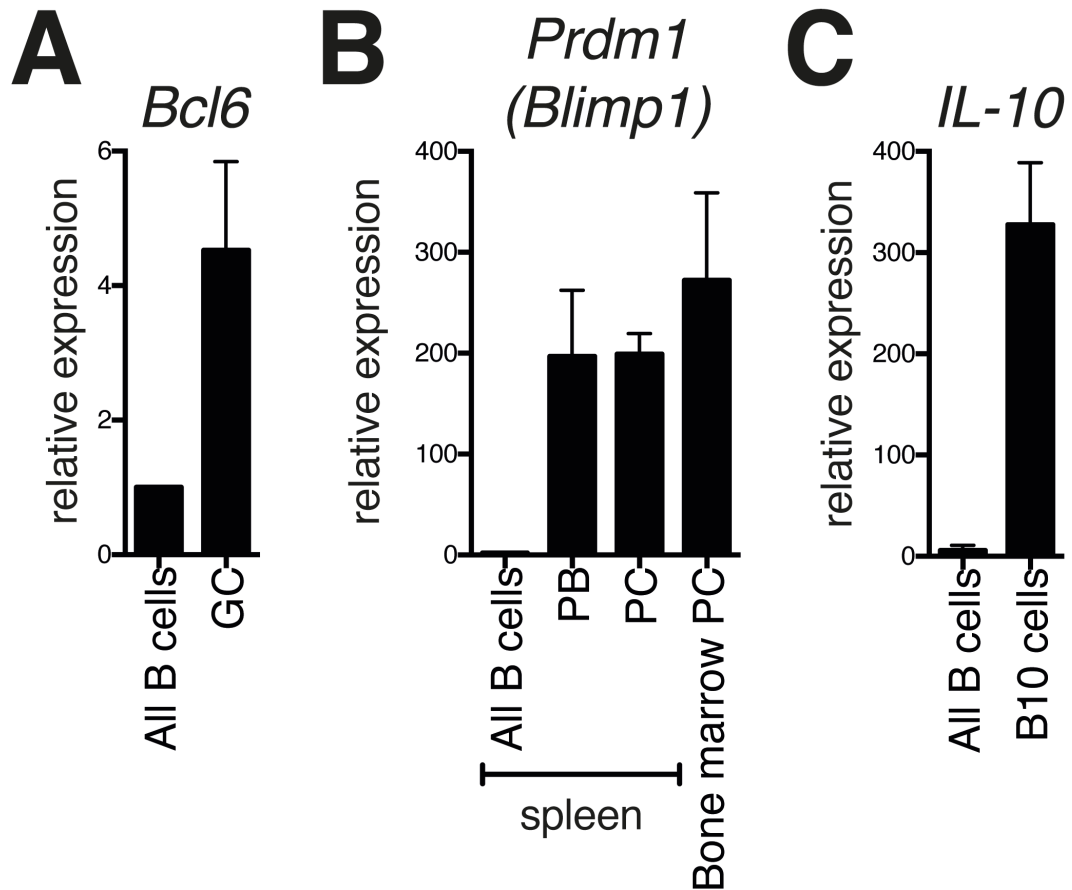 A
Bcl6
relative expression
6
4
2
0
All B cells
GC
B
Prdm1
(Blimp1)
relative expression
400
300
200
100
0
All B cells
PB
PC
Bone marrow PC
spleen
C
IL-10
relative expression
400
300
200
100
0
All B cells
B10 cells